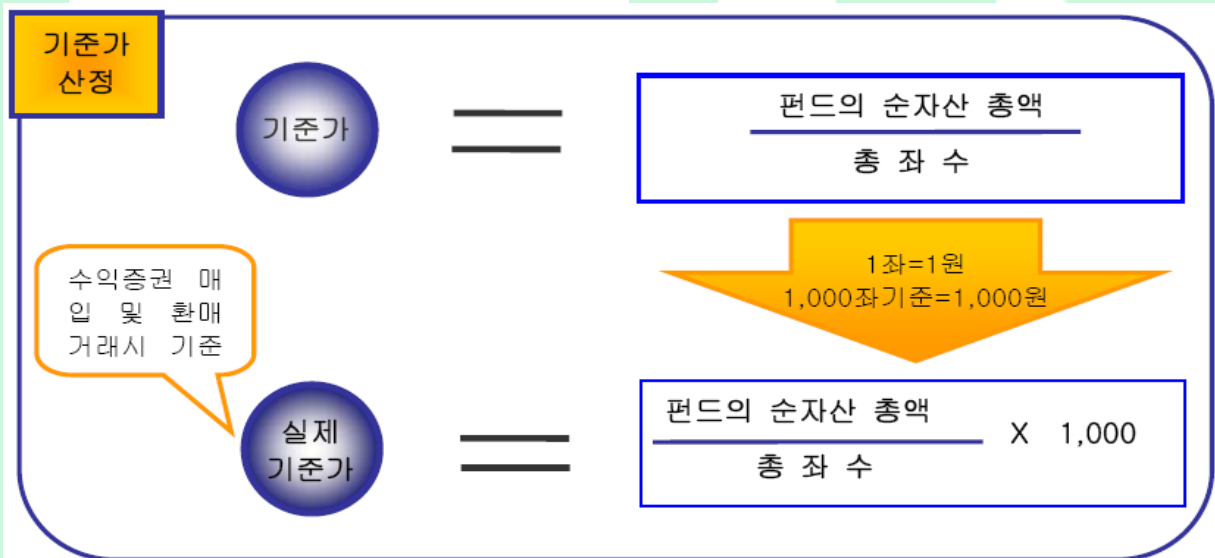 기준가
산정
기준가
펀드의 순자산 총액
총 좌 수
1좌=1원
1,000좌기준=1,000원
수익증권 매
입 및 환매
거래시 기준
실제
기준가
펀드의 순자산 총액
총 좌 수
X 1,000